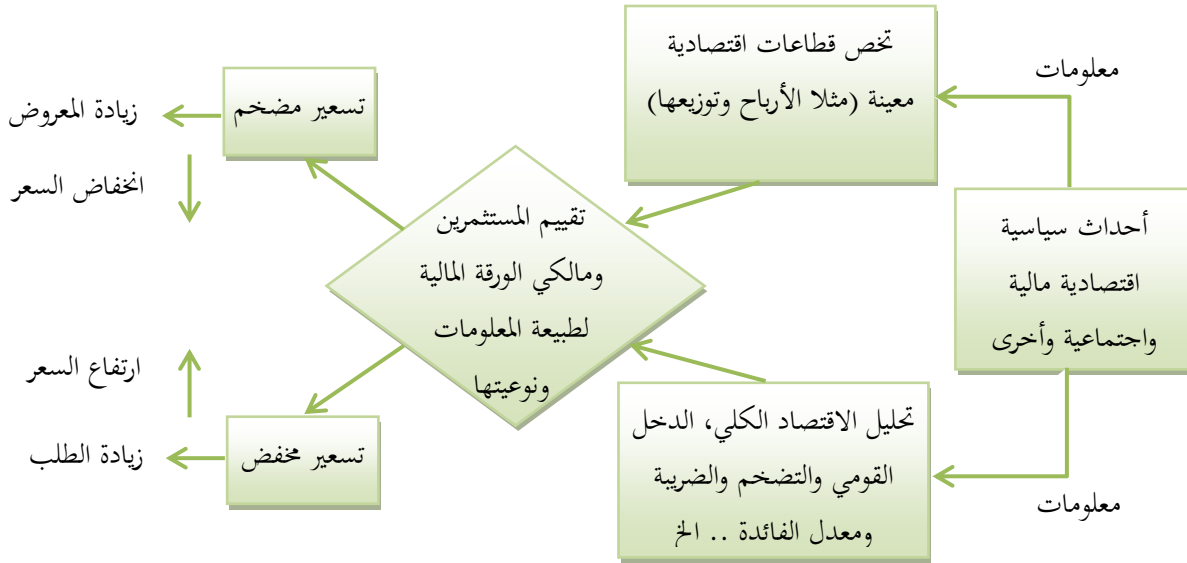 معلومات
تخص قطاعات اقتصادية
معينة (مثلا الأرباح وتوزيعها)
أحداث سياسية
اقتصادية مالية
واجتماعية وأخرى
معلومات
تحليل الاقتصاد الكلي، الدخل
القومي والتضخم والضريبة
ومعدل الفائدة .. الخ
تقييم المستثمرين
ومالكي الورقة المالية
لطبيعة المعلومات
ونوعيتها
تسعير مضخم
زيادة المعروض
انخفاض السعر
ارتفاع السعر
تسعير مخفض
زيادة الطلب